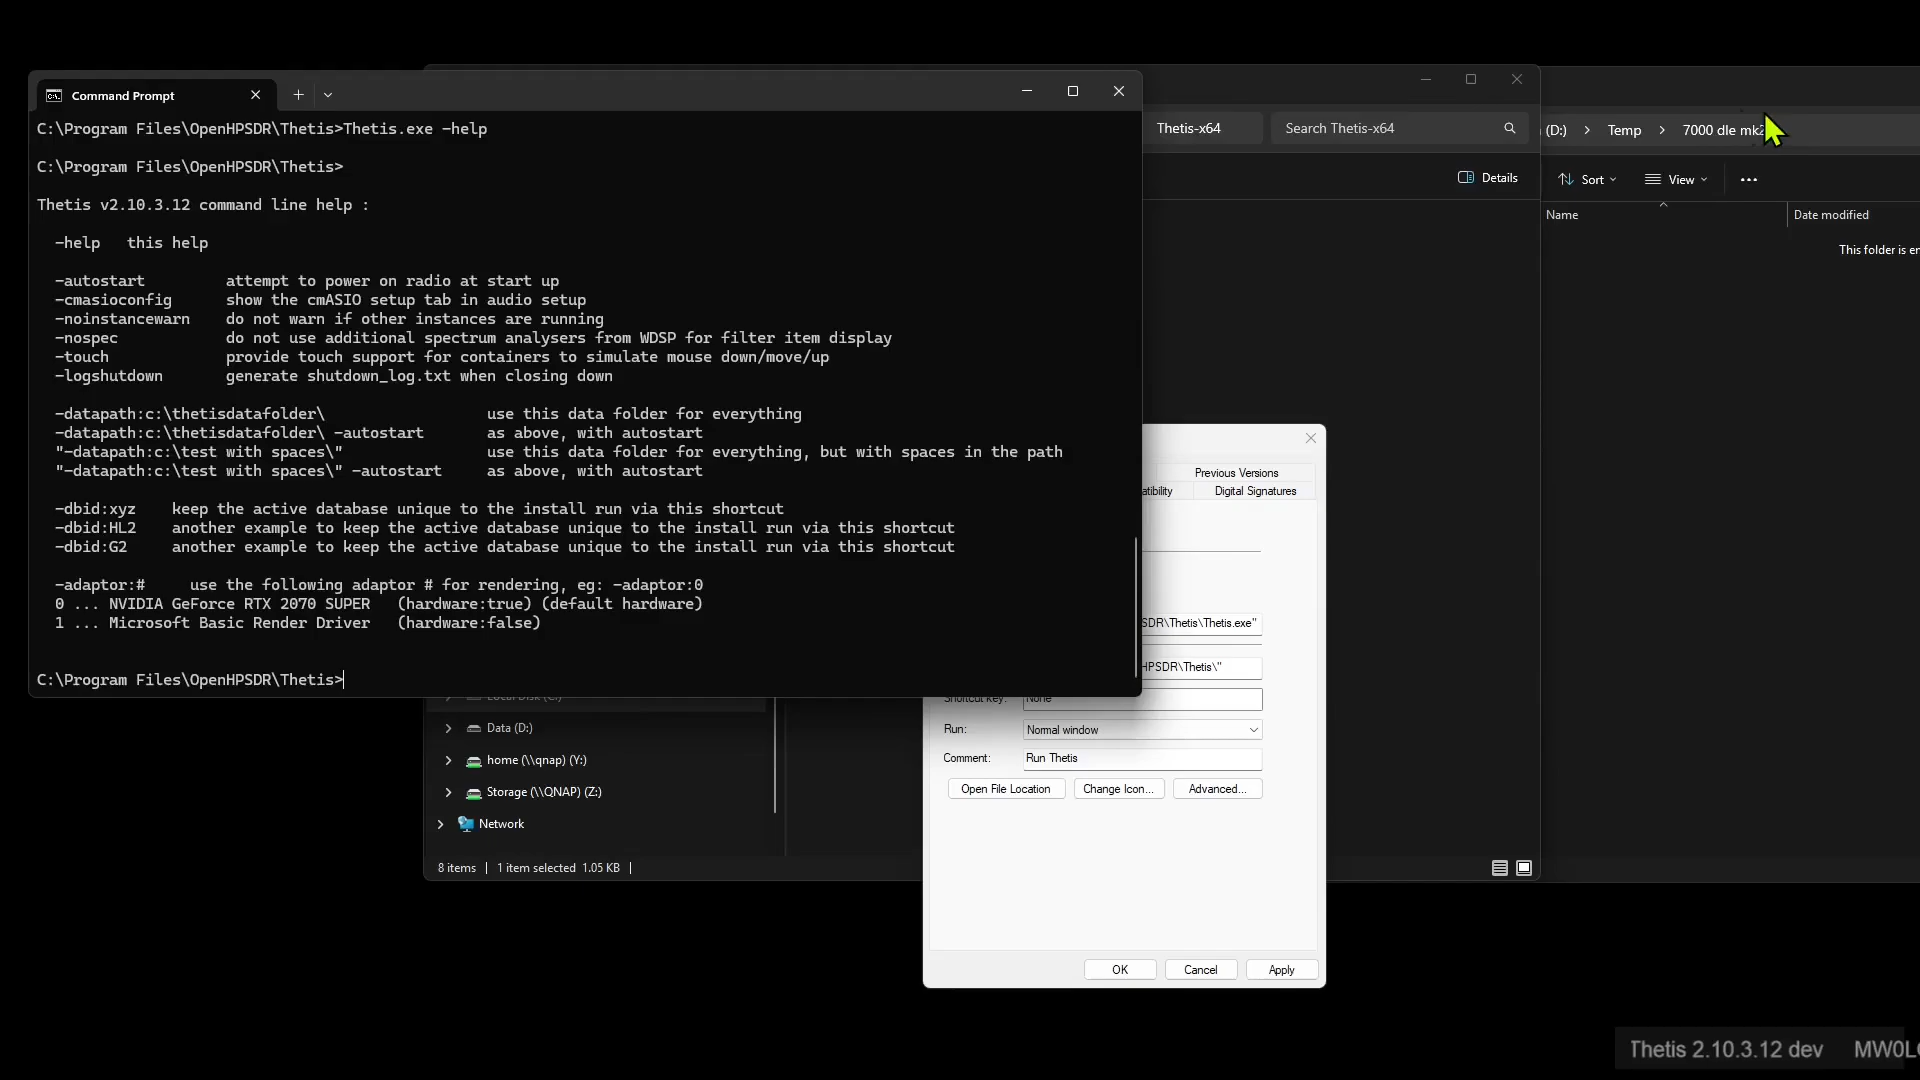 Command Prompt
C:\Program Files\OpenHPSDR\Thetis>Thetis.exe -help
C:\Program Files\OpenHPSDR\Thetis>
Thetis v2.10.3.12 command line help :
-help this help
-autostart attempt to power on radio at start up
-cmasioconfig show the cmASIO setup tab in audio setup
-noinstancewarn do not warn if other instances are running
-nospec do not use additional spectrum analysers from WDSP for filter item display
-touch provide touch support for containers to simulate mouse down/move/up
-logshutdown generate shutdown_log.txt when closing down
-datapath:c:\thetisdatafolder\ use this data folder for everything
-datapath:c:\thetisdatafolder\ -autostart as above, with autostart
"-datapath:c:\test with spaces\" use this data folder for everything, but with spaces in the path
"-datapath:c:\test with spaces\" -autostart as above, with autostart
-dbid:xyz keep the active database unique to the install run via this shortcut
-dbid:HL2 another example to keep the active database unique to the install run via this shortcut
-dbid:G2 another example to keep the active database unique to the install run via this shortcut
-adaptor:# use the following adaptor # for rendering, eg: -adaptor:0
0 ... NVIDIA GeForce RTX 2070 SUPER (hardware:true) (default hardware)
1 ... Microsoft Basic Render Driver (hardware:false)
C:\Program Files\OpenHPSDR\Thetis>
Thetis-x64
Search Thetis-x64
Details
(D:) > Temp > 7000 dle mk2
Sort
View
Name
Date modified
This folder is
Previous Versions
Digital Signatures
SDR\Thetis\Thetis.exe"
HPSDR\Thetis\"
Shortcut key: None
Run: Normal window
Comment: Run Thetis
Open File Location
Change Icon...
Advanced...
OK
Cancel
Apply
Data (D:)
home (\\qnap) (Y:)
Storage (\\QNAP) (Z:)
Network
8 items
1 item selected 1.05 KB
Thetis 2.10.3.12 dev